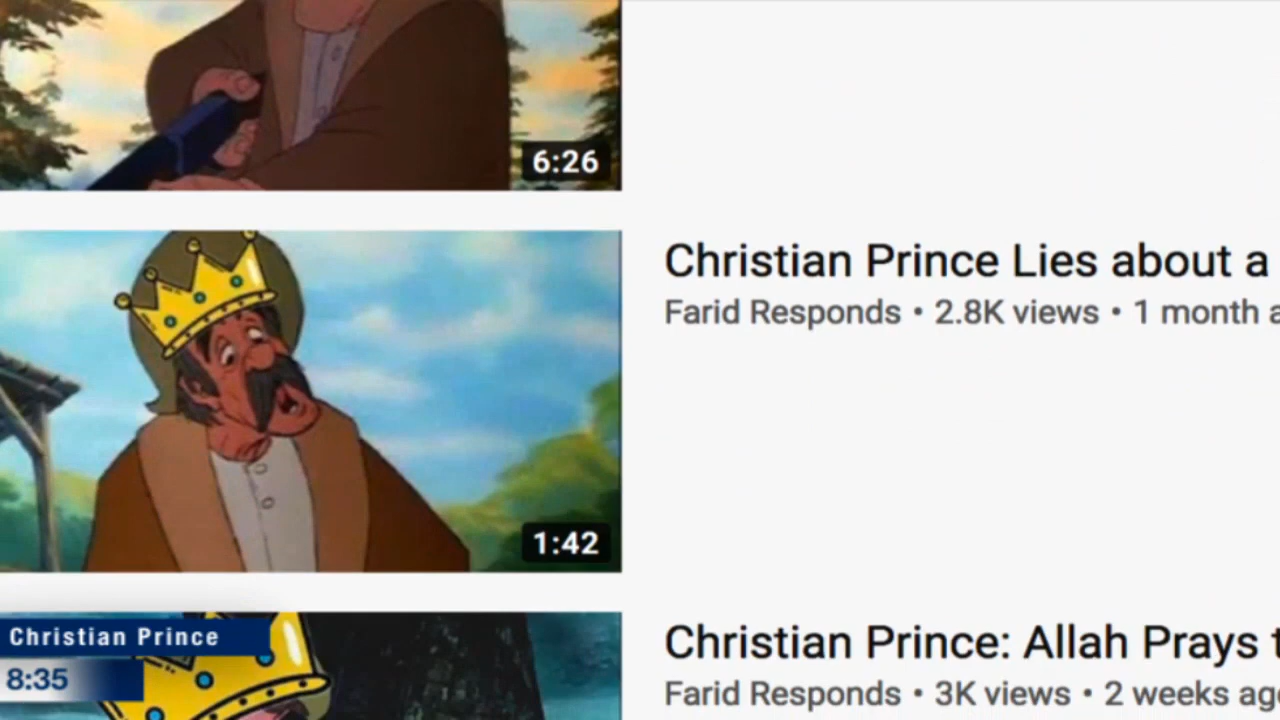 6:26
Christian Prince Lies about a
Farid Responds • 2.8K views • 1 month a
1:42
Christian Prince
8:35
Christian Prince: Allah Prays t
Farid Responds • 3K views • 2 weeks ag